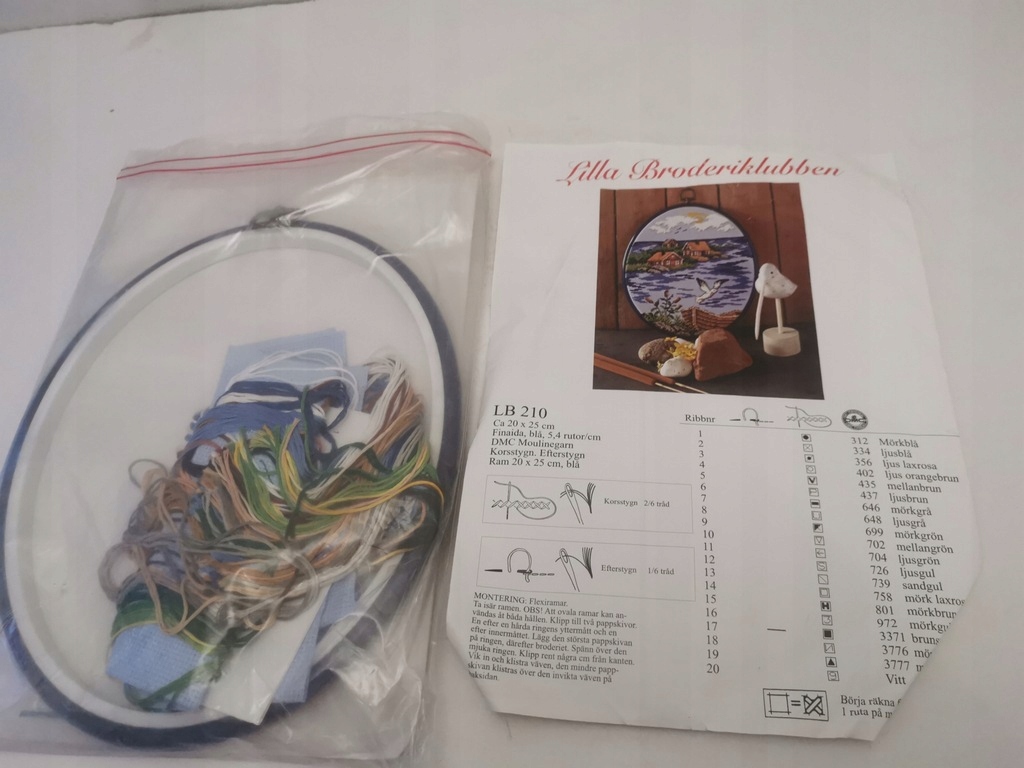 Lilla Broderiklubben
LB 210
Ca 20 x 25 cm
Finaida, blå, 5,4 rutor/cm
DMC Moulinegarn
Korsstygn. Efterstygn
Ram 20 x 25 cm, blå
Korsstygn 2/6 tråd
Efterstygn 1/6 tråd
MONTERING: Flexiramar.
Ta isär ramen. OBS! Att ovala ramar kan an-
vändas åt båda hållen. Klipp till två pappskivor.
En efter en hårda ringens yttermått och en
efter innermåttet. Lägg den största pappskivan
på ringen, därefter broderiet. Spänn över den
mjuka ringen. Klipp rent några cm från kanten.
Vik in och klistra väven, den mindre papp-
skivan klistras över den invikta väven på
baksidan.
Ribbnr
1 312 Mörkblå
2 334 ljusblå
3 356 ljus laxrosa
4 402 ljus orangebrun
5 435 mellanbrun
6 437 ljusbrun
7 646 mörkgrå
8 648 ljusgrå
9 699 mörkgrön
10 702 mellangrön
11 704 ljusgrön
12 726 ljusgul
13 739 sandgul
14 758 mörk laxros
15 801 mörkbrun
16 972 mörkgu
17 3371 bruns
18 3776 mö
19 3777 m
20 Vitt
Börja räkna
1 ruta på